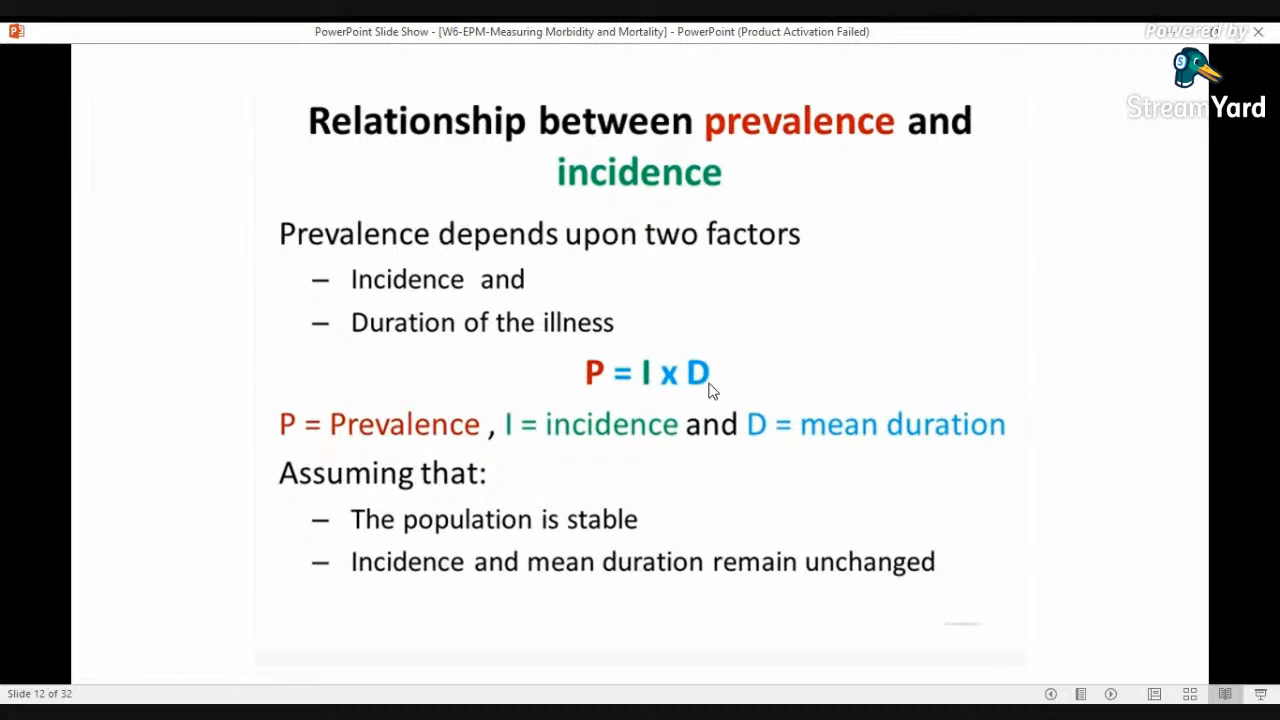 PowerPoint Slide Show - [W6-EPM-Measuring Morbidity and Mortality] - PowerPoint (Product Activation Failed)
Powered by
StreamYard
Relationship between prevalence and
incidence
Prevalence depends upon two factors
– Incidence and
– Duration of the illness
P = I x D
P = Prevalence , I = incidence and D = mean duration
Assuming that:
– The population is stable
– Incidence and mean duration remain unchanged
Slide 12 of 32